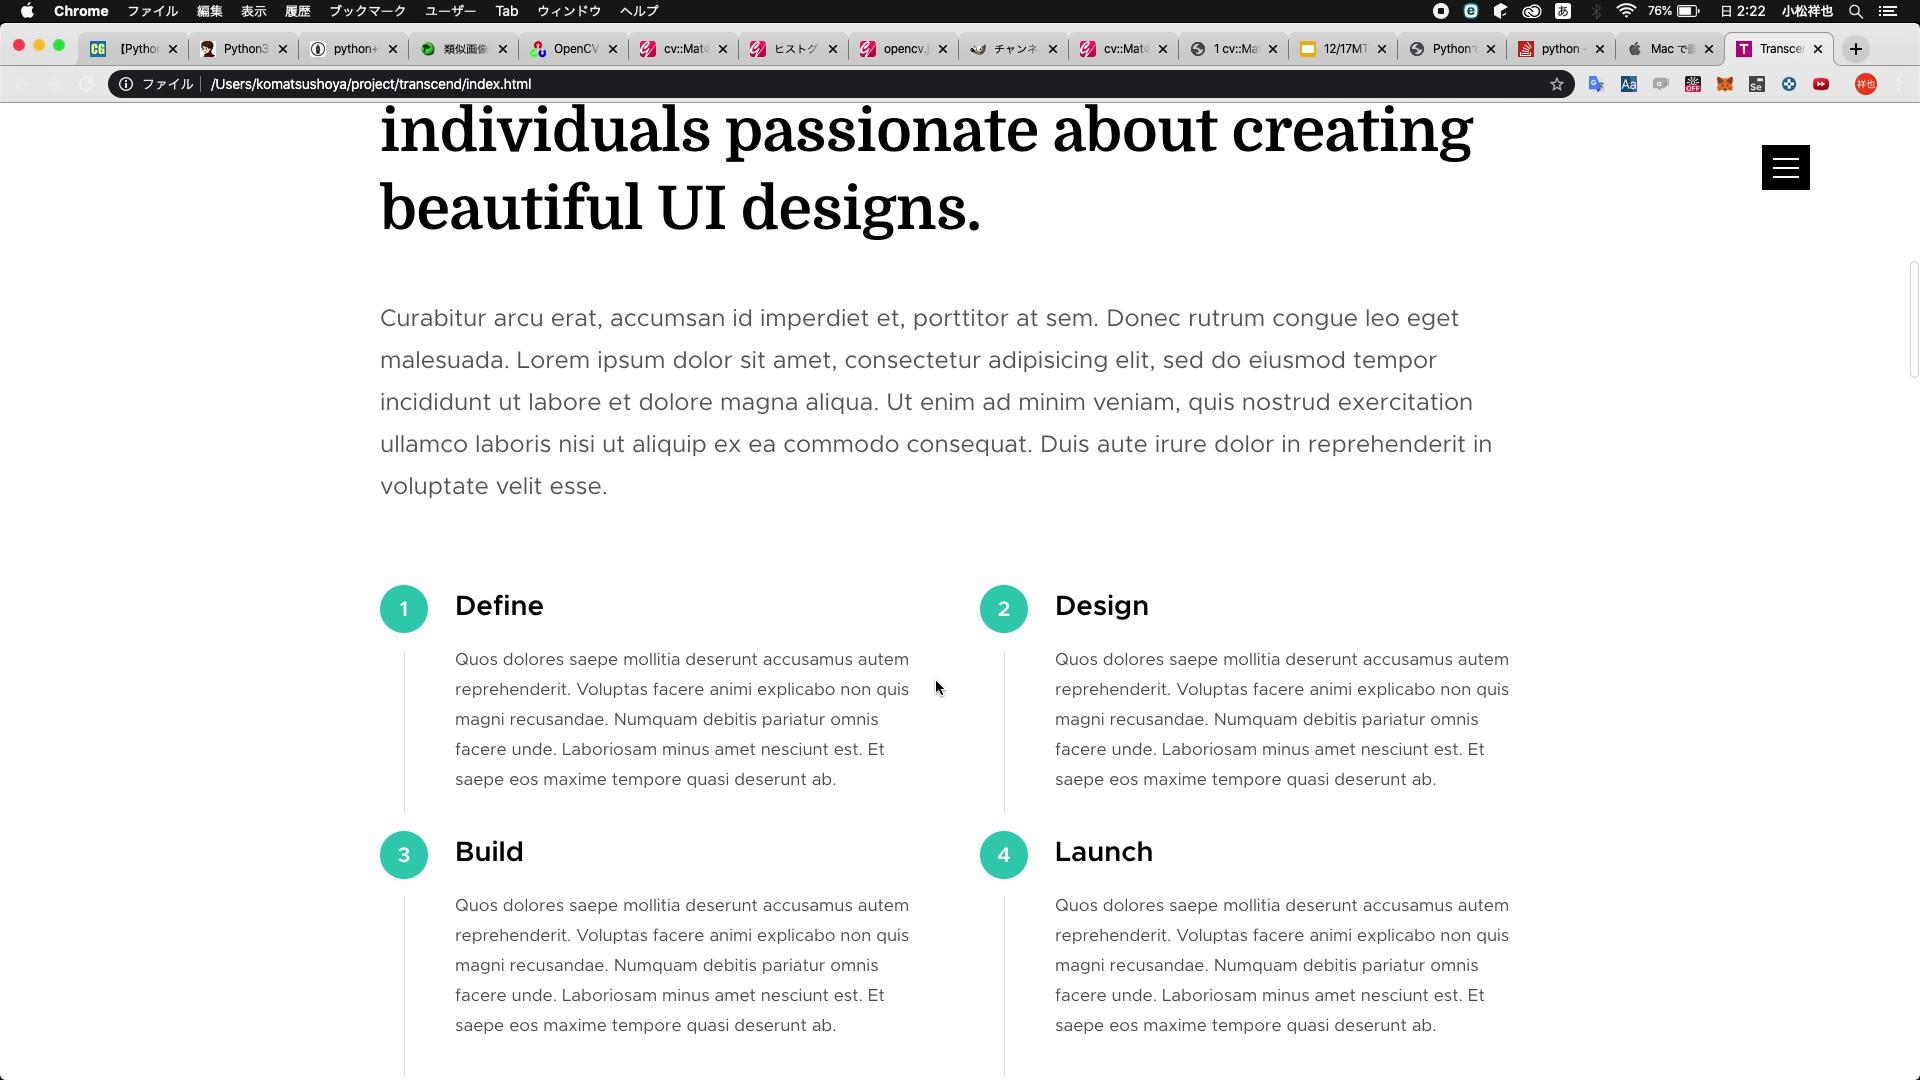 Chrome ファイル 編集 表示 履歴 ブックマーク ユーザー Tab ウィンドウ ヘルプ あ 76% 日 2:22 小松祥也
CG 【Pytho Python3 python+ 類似画像 OpenCV cv::Mat ヒストグ opencv. チャンネ cv::Mat 1 cv::Ma 12/17MT Python python - Mac で Transce
ファイル /Users/komatsushoya/project/transcend/index.html Aa OFF Se 祥也
individuals passionate about creating
beautiful UI designs.
Curabitur arcu erat, accumsan id imperdiet et, porttitor at sem. Donec rutrum congue leo eget
malesuada. Lorem ipsum dolor sit amet, consectetur adipisicing elit, sed do eiusmod tempor
incididunt ut labore et dolore magna aliqua. Ut enim ad minim veniam, quis nostrud exercitation
ullamco laboris nisi ut aliquip ex ea commodo consequat. Duis aute irure dolor in reprehenderit in
voluptate velit esse.
1 Define
Quos dolores saepe mollitia deserunt accusamus autem
reprehenderit. Voluptas facere animi explicabo non quis
magni recusandae. Numquam debitis pariatur omnis
facere unde. Laboriosam minus amet nesciunt est. Et
saepe eos maxime tempore quasi deserunt ab.
2 Design
Quos dolores saepe mollitia deserunt accusamus autem
reprehenderit. Voluptas facere animi explicabo non quis
magni recusandae. Numquam debitis pariatur omnis
facere unde. Laboriosam minus amet nesciunt est. Et
saepe eos maxime tempore quasi deserunt ab.
3 Build
Quos dolores saepe mollitia deserunt accusamus autem
reprehenderit. Voluptas facere animi explicabo non quis
magni recusandae. Numquam debitis pariatur omnis
facere unde. Laboriosam minus amet nesciunt est. Et
saepe eos maxime tempore quasi deserunt ab.
4 Launch
Quos dolores saepe mollitia deserunt accusamus autem
reprehenderit. Voluptas facere animi explicabo non quis
magni recusandae. Numquam debitis pariatur omnis
facere unde. Laboriosam minus amet nesciunt est. Et
saepe eos maxime tempore quasi deserunt ab.